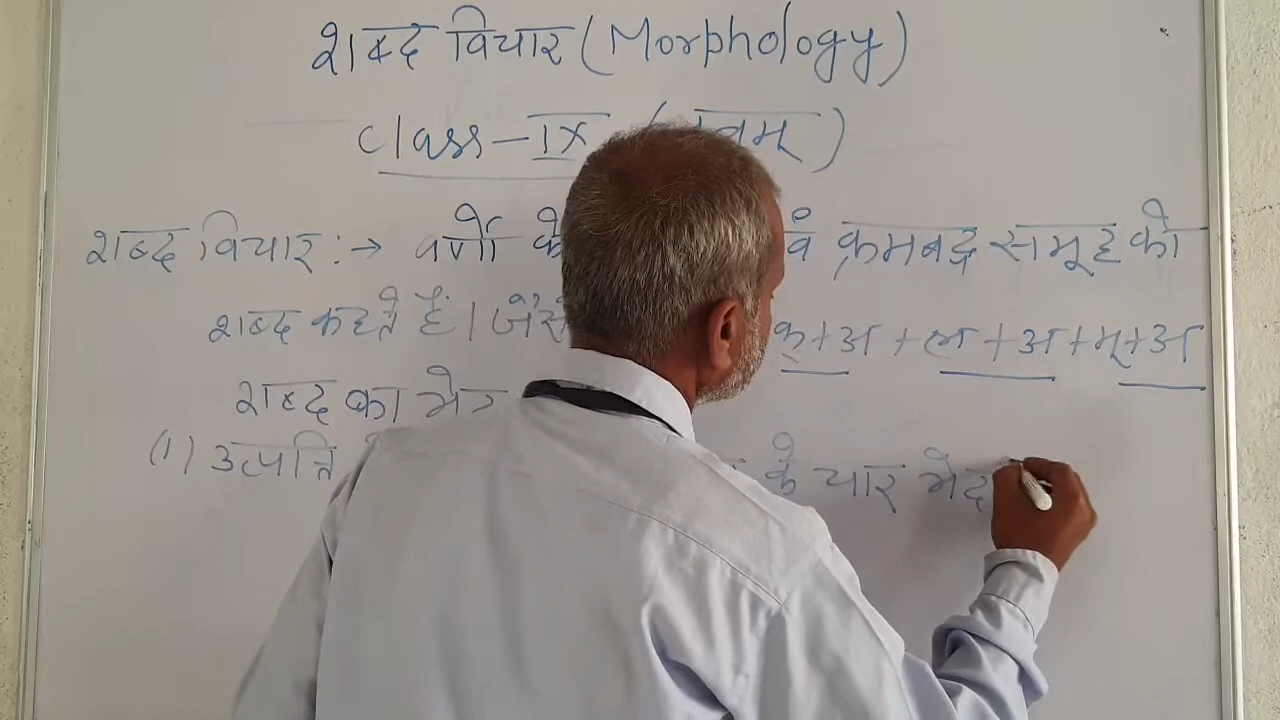 शब्द विचार (Morphology)
Class-IX (नवम्)
शब्द विचार :→ वर्णों के क्रमबद्ध समूह को
शब्द कहते हैं। जैसे क्+अ + ल+अ+म्+अ
शब्द का भेद
(1) उत्पत्ति के चार भेद